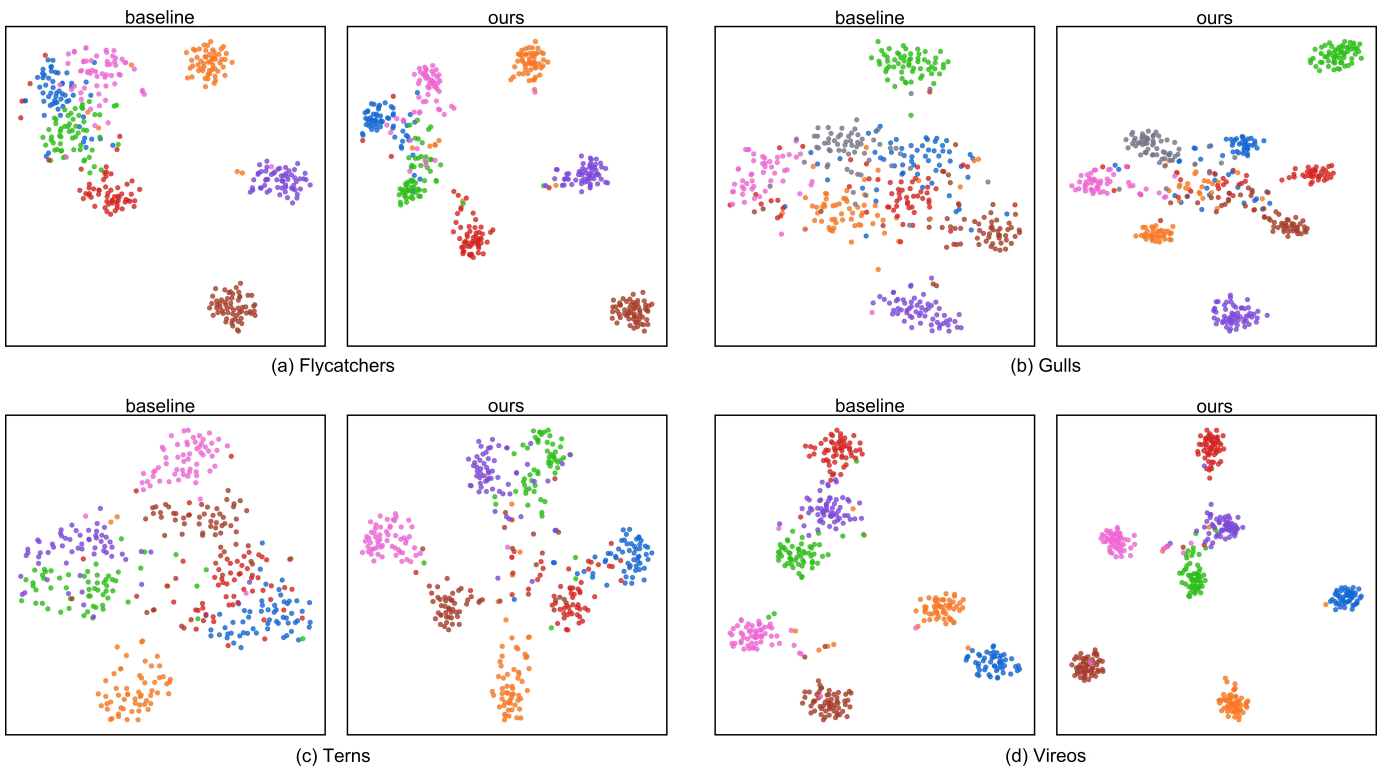 baseline
ours
baseline
ours
(a) Flycatchers
(b) Gulls
baseline
ours
baseline
ours
(c) Terns
(d) Vireos